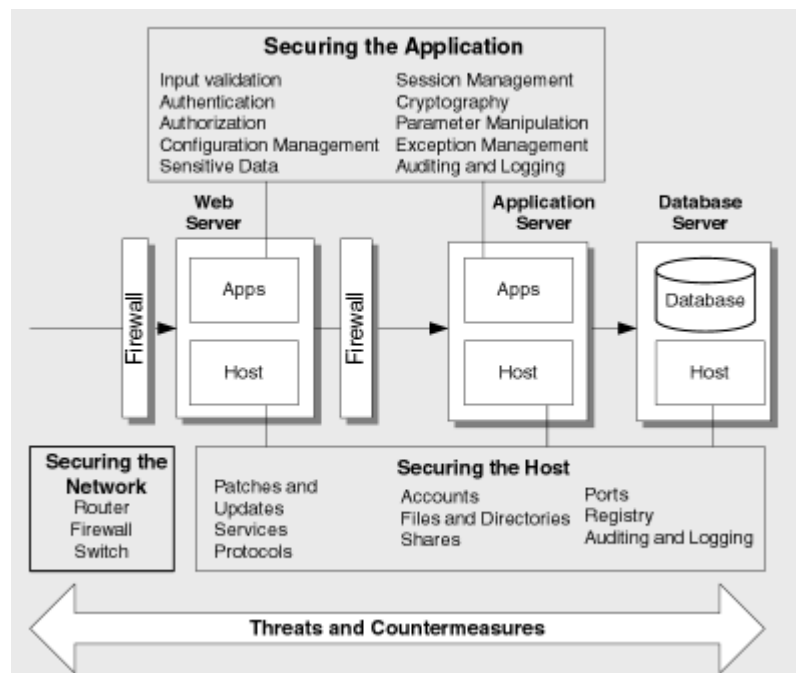 Securing the Application
Input validation
Authentication
Authorization
Configuration Management
Sensitive Data
Session Management
Cryptography
Parameter Manipulation
Exception Management
Auditing and Logging
Web
Server
Application
Server
Database
Server
Firewall
Apps
Host
Firewall
Apps
Host
Database
Host
Securing the
Network
Router
Firewall
Switch
Securing the Host
Patches and
Updates
Services
Protocols
Accounts
Files and Directories
Shares
Ports
Registry
Auditing and Logging
Threats and Countermeasures